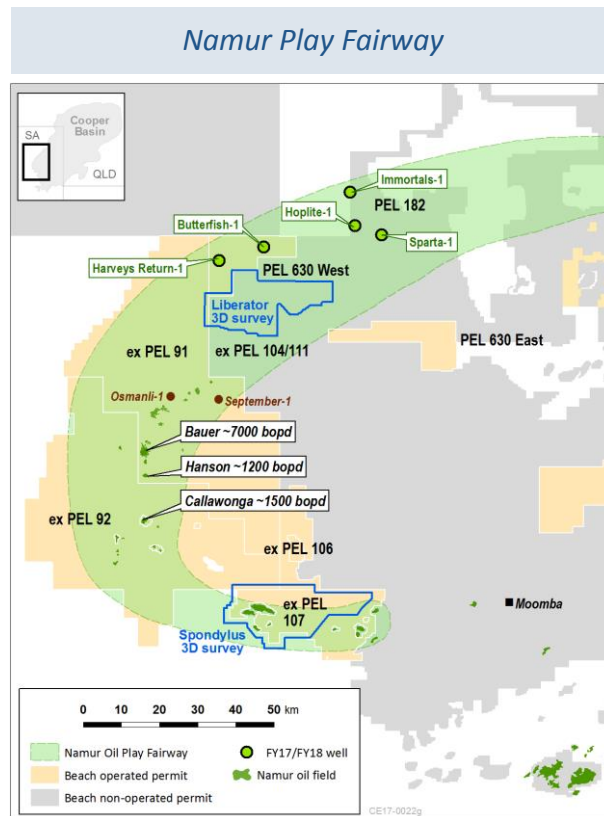 Namur Play Fairway
Cooper
Basin
SA
QLD
Immortals-1
PEL 182
Hoplite-1
Butterfish-1
Sparta-1
Harveys Return-1
PEL 630 West
Liberator
3D survey
PEL 630 East
ex PEL 91
ex PEL 104/111
Osmanli-1
September-1
Bauer ~7000 bopd
Hanson ~1200 bopd
Callawonga ~1500 bopd
ex PEL 92
ex PEL 106
ex PEL
107
Moomba
Spondylus
3D survey
0 10 20 30 40 50 km
Namur Oil Play Fairway
FY17/FY18 well
Beach operated permit
Namur oil field
Beach non-operated permit
CE17-0022g